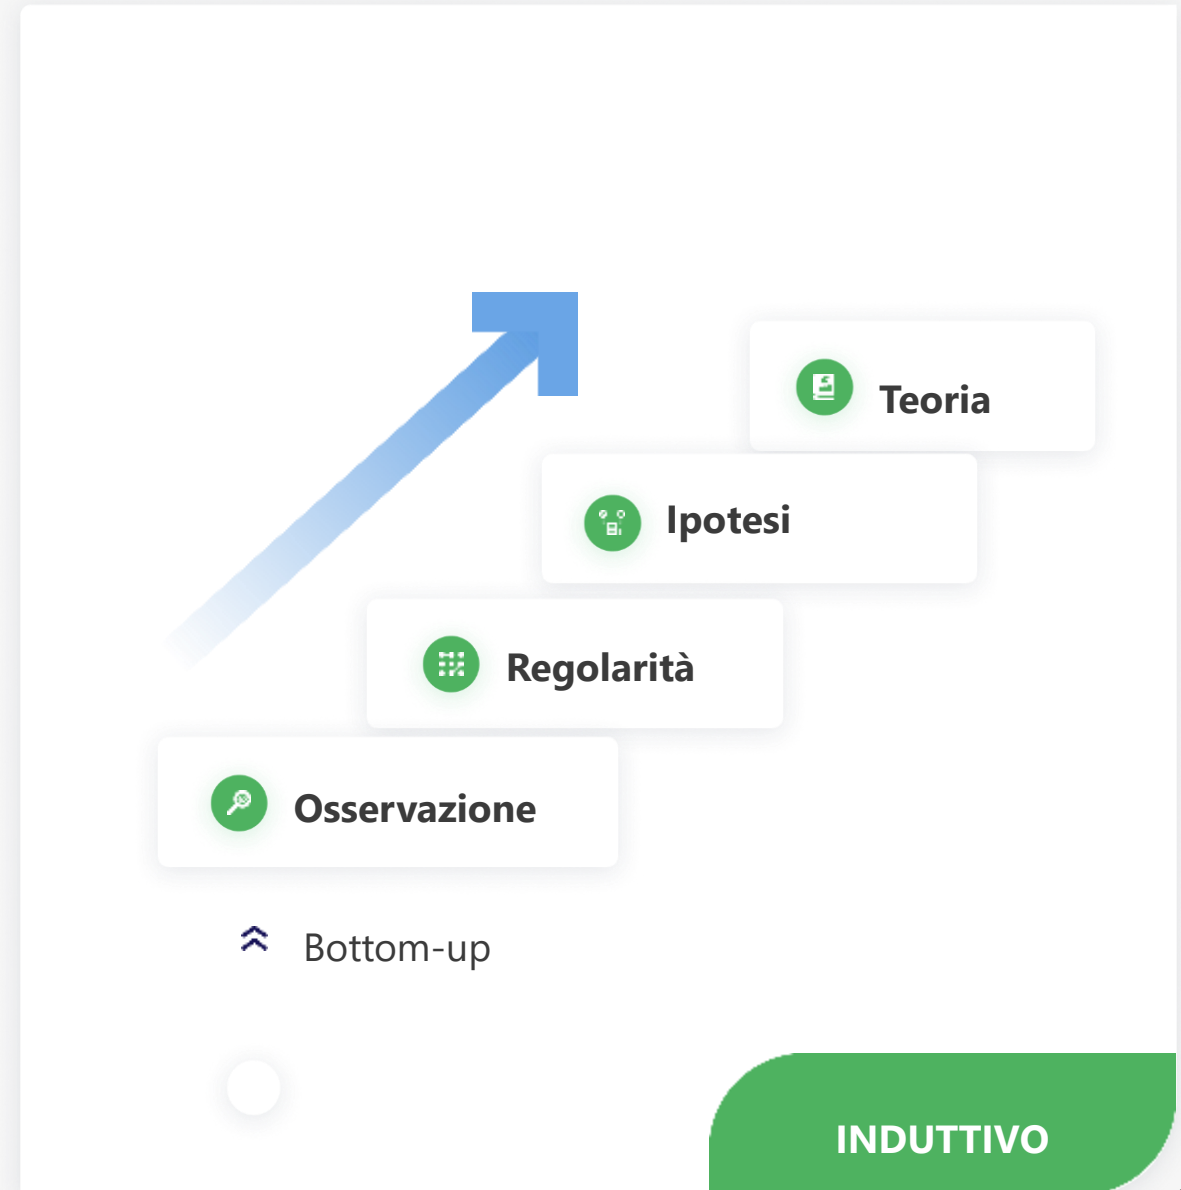 Teoria
Ipotesi
Regolarità
Osservazione
Bottom-up
INDUTTIVO